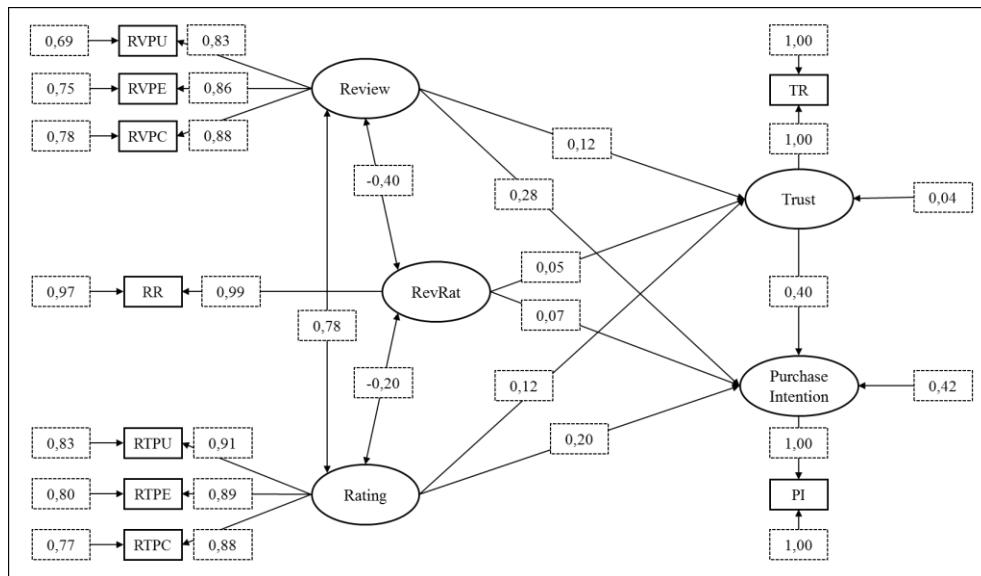 0,69
RVPU
0,83
0,75
RVPE
0,86
0,78
RVPC
0,88
Review
1,00
TR
1,00
0,12
-0,40
0,28
Trust
0,04
0,97
RR
0,99
RevRat
0,05
0,07
0,40
0,78
-0,20
0,12
Purchase
Intention
0,42
0,83
RTPU
0,91
0,20
1,00
0,80
RTPE
0,89
Rating
PI
0,77
RTPC
0,88
1,00